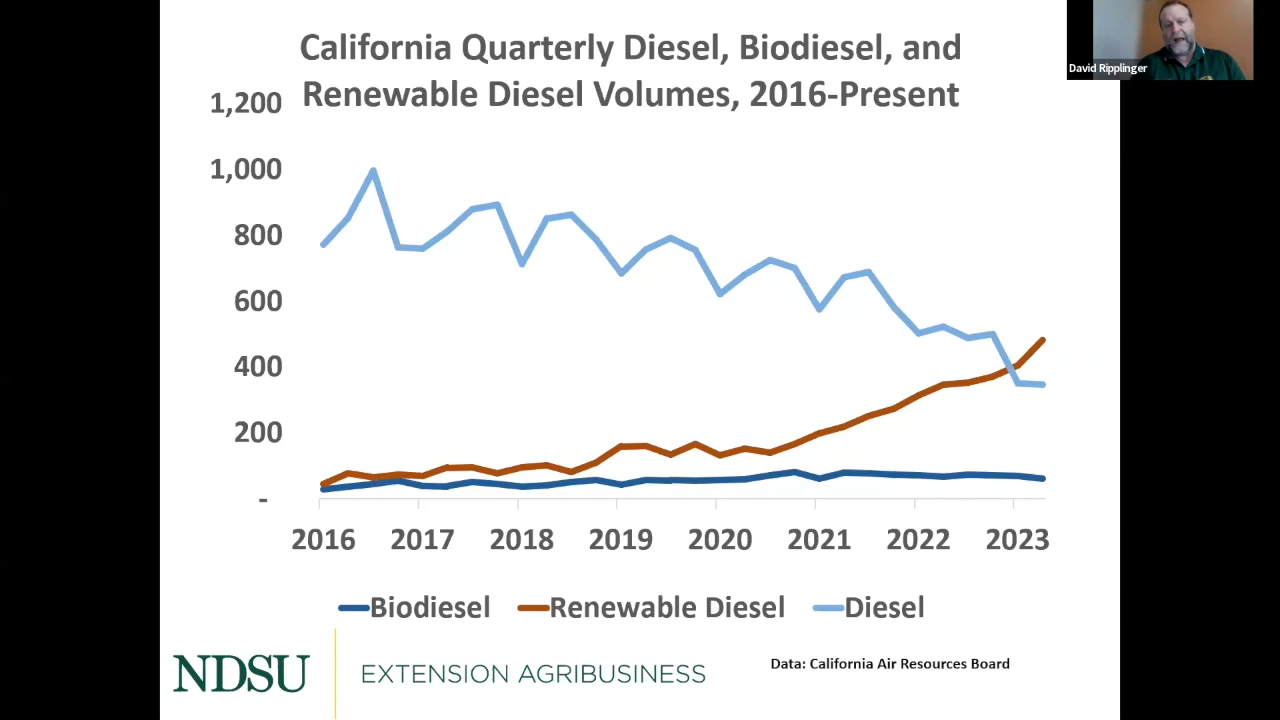 California Quarterly Diesel, Biodiesel, and
Renewable Diesel Volumes, 2016-Present
David Ripplinger
1,200
1,000
800
600
400
200
-
2016 2017 2018 2019 2020 2021 2022 2023
Biodiesel Renewable Diesel Diesel
NDSU EXTENSION AGRIBUSINESS
Data: California Air Resources Board